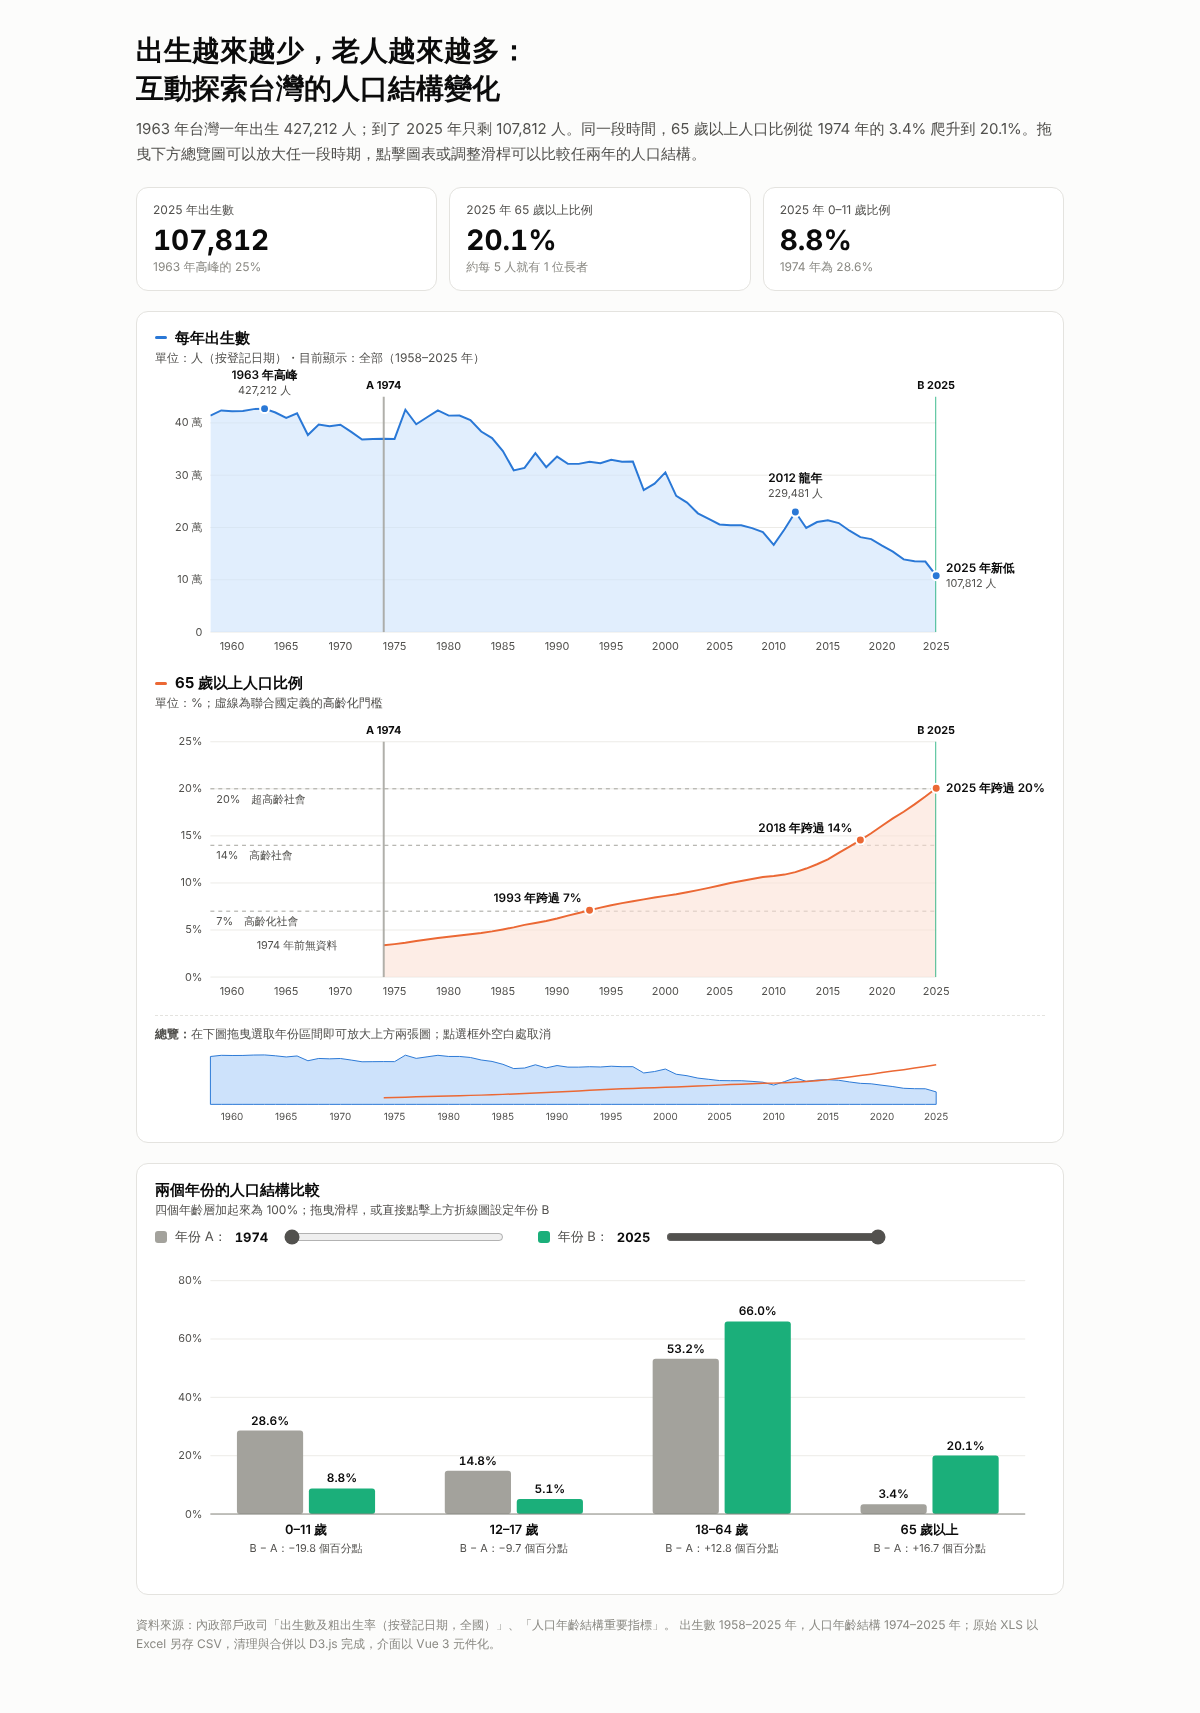 出生越來越少，老人越來越多：
互動探索台灣的人口結構變化
1963 年台灣一年出生 427,212 人；到了 2025 年只剩 107,812 人。同一段時間，65 歲以上人口比例從 1974 年的 3.4% 爬升到 20.1%。拖
曳下方總覽圖可以放大任一段時期，點擊圖表或調整滑桿可以比較任兩年的人口結構。
2025 年出生數
107,812
1963 年高峰的 25%
2025 年 65 歲以上比例
20.1%
約每 5 人就有 1 位長者
2025 年 0–11 歲比例
8.8%
1974 年為 28.6%
每年出生數
單位：人（按登記日期）・目前顯示：全部（1958–2025 年）
1963 年高峰
427,212 人
A 1974
B 2025
40 萬
30 萬
2012 龍年
229,481 人
20 萬
2025 年新低
107,812 人
10 萬
0
1960 1965 1970 1975 1980 1985 1990 1995 2000 2005 2010 2015 2020 2025
65 歲以上人口比例
單位：%；虛線為聯合國定義的高齡化門檻
A 1974
B 2025
25%
20%
2025 年跨過 20%
20% 超高齡社會
2018 年跨過 14%
15%
14% 高齡社會
10%
1993 年跨過 7%
7% 高齡化社會
5%
1974 年前無資料
0%
1960 1965 1970 1975 1980 1985 1990 1995 2000 2005 2010 2015 2020 2025
總覽：在下圖拖曳選取年份區間即可放大上方兩張圖；點選框外空白處取消
1960 1965 1970 1975 1980 1985 1990 1995 2000 2005 2010 2015 2020 2025
兩個年份的人口結構比較
四個年齡層加起來為 100%；拖曳滑桿，或直接點擊上方折線圖設定年份 B
年份 A： 1974
年份 B： 2025
80%
60%
40%
20%
0%
28.6%
8.8%
14.8%
5.1%
53.2%
66.0%
3.4%
20.1%
0–11 歲
B − A：−19.8 個百分點
12–17 歲
B − A：−9.7 個百分點
18–64 歲
B − A：+12.8 個百分點
65 歲以上
B − A：+16.7 個百分點
資料來源：內政部戶政司「出生數及粗出生率（按登記日期，全國）」、「人口年齡結構重要指標」。 出生數 1958–2025 年，人口年齡結構 1974–2025 年；原始 XLS 以
Excel 另存 CSV，清理與合併以 D3.js 完成，介面以 Vue 3 元件化。